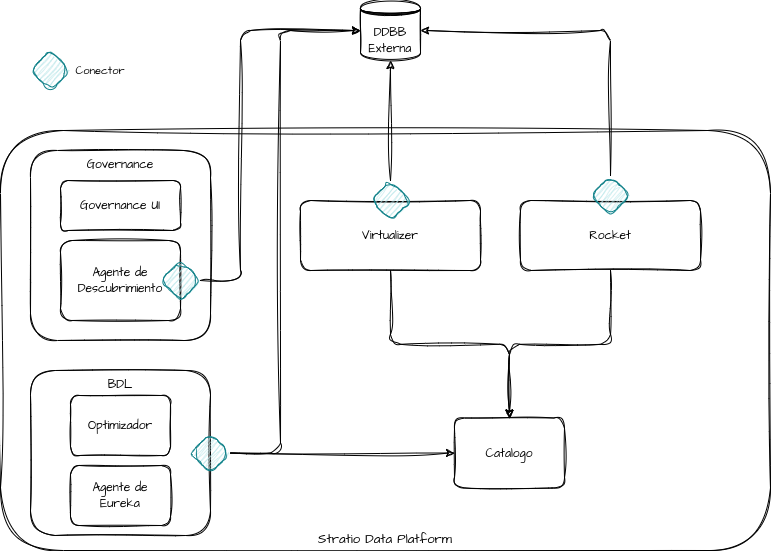 DDBB
Externa
Conector
Governance
Governance UI
Agente de
Descubrimiento
Virtualizer
Rocket
BDL
Optimizador
Agente de
Eureka
Catalogo
Stratio Data Platform